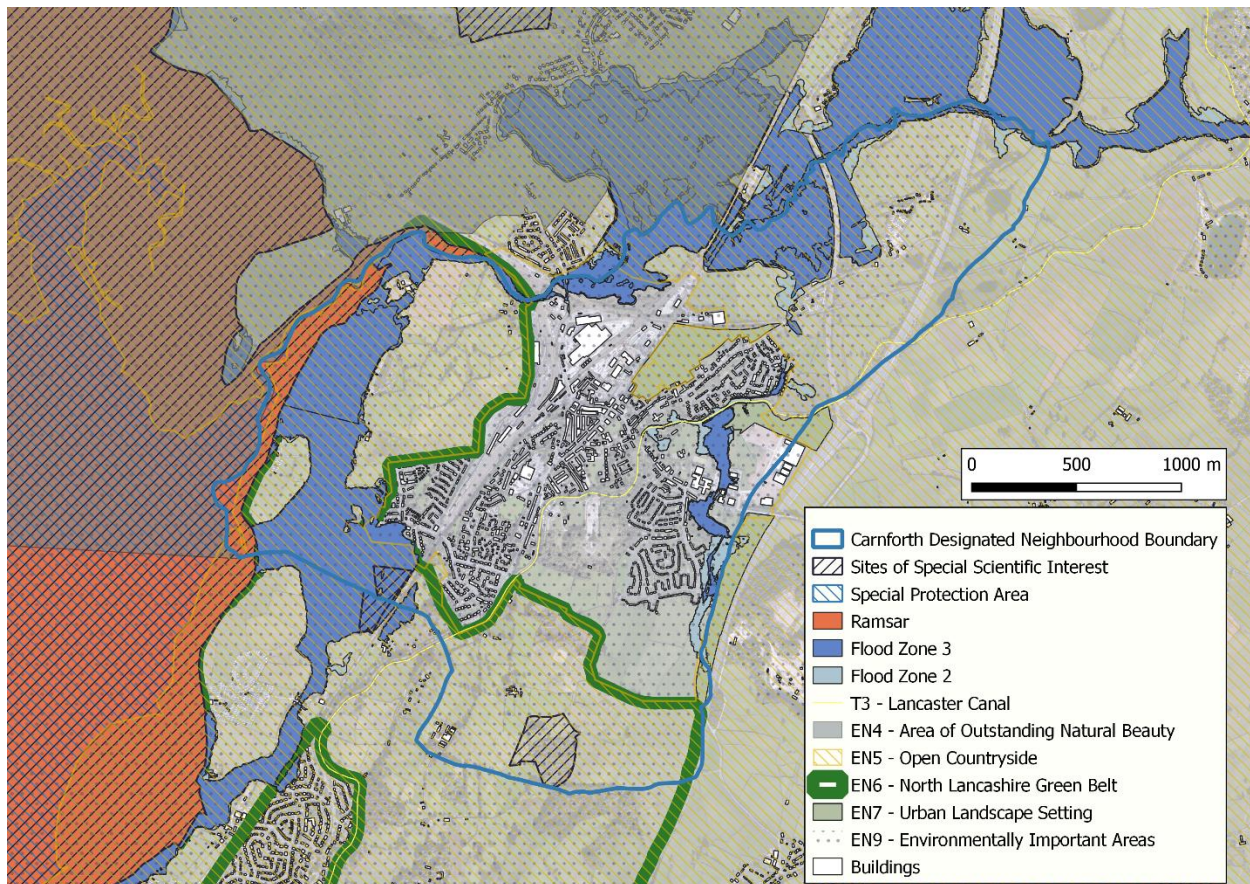 0 500 1000 m
Carnforth Designated Neighbourhood Boundary
Sites of Special Scientific Interest
Special Protection Area
Ramsar
Flood Zone 3
Flood Zone 2
T3 - Lancaster Canal
EN4 - Area of Outstanding Natural Beauty
EN5 - Open Countryside
EN6 - North Lancashire Green Belt
EN7 - Urban Landscape Setting
EN9 - Environmentally Important Areas
Buildings